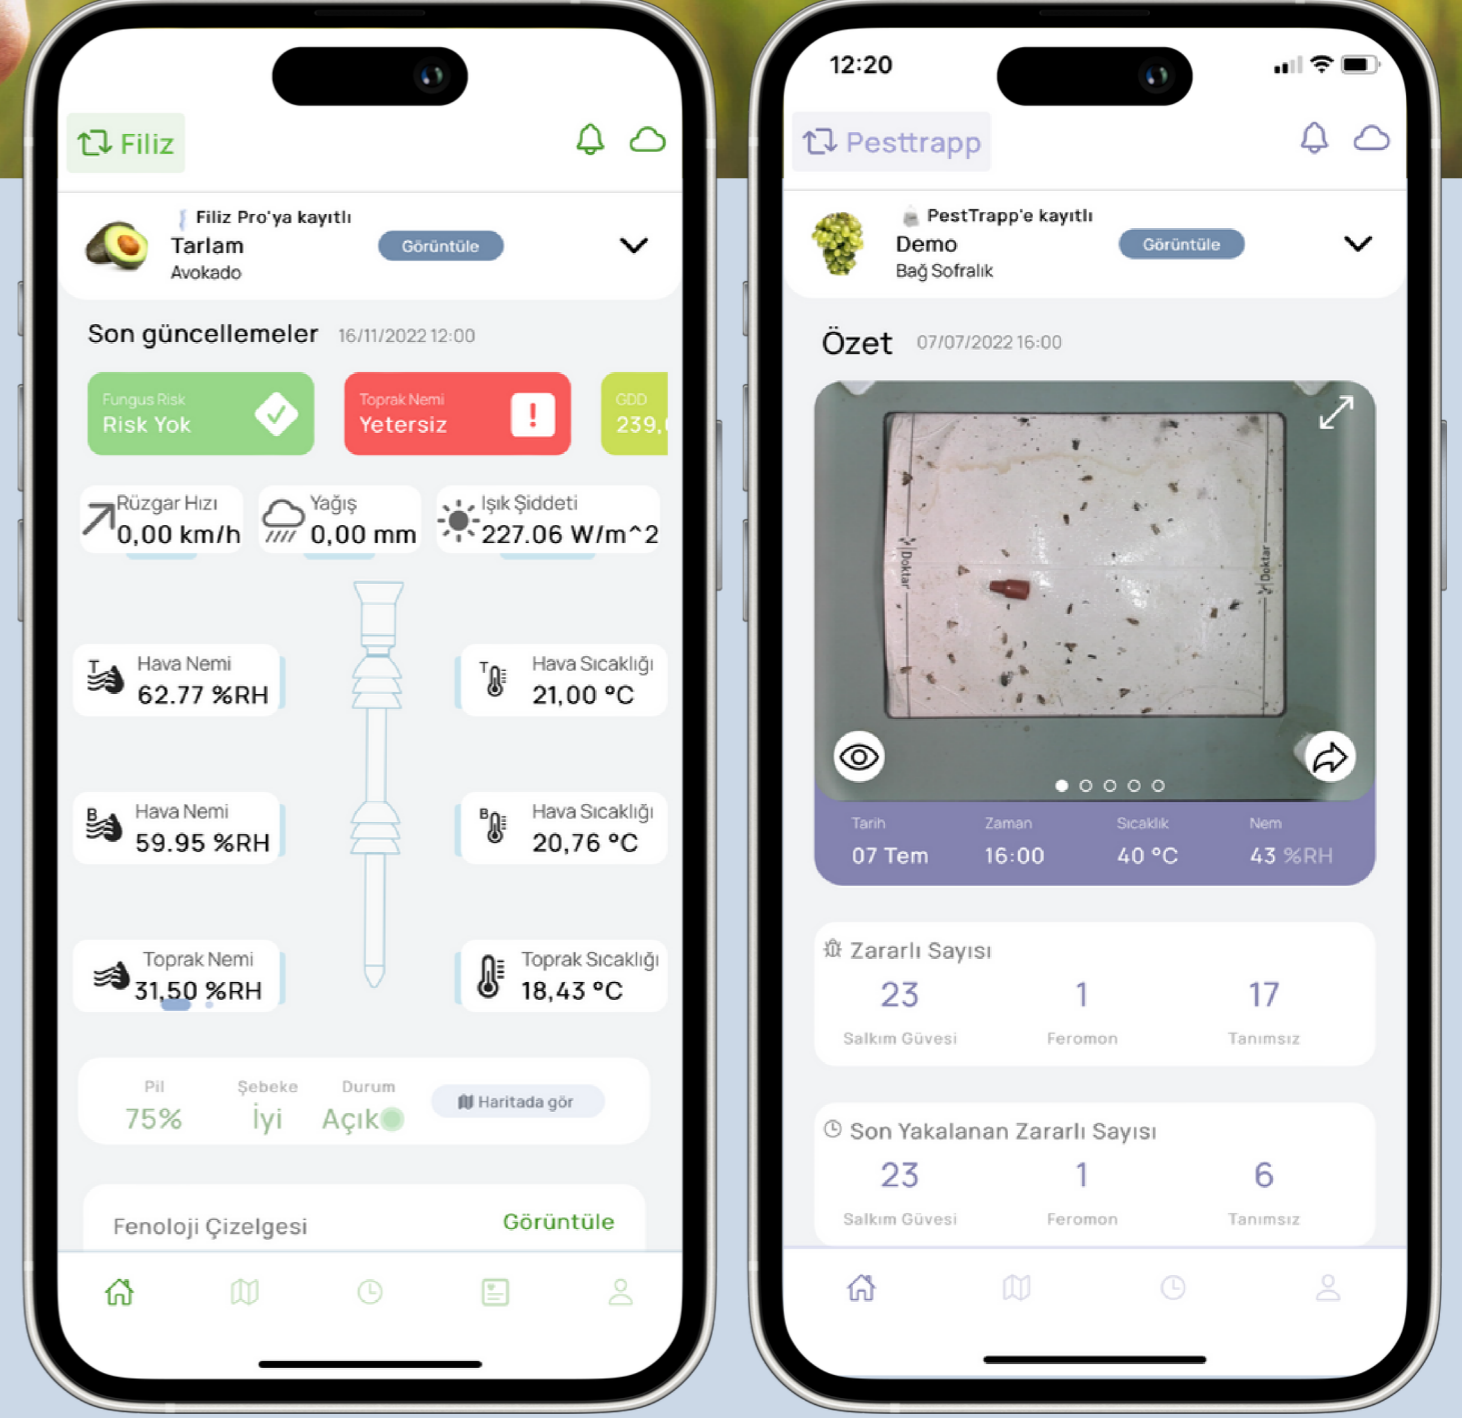 Filiz
Filiz Pro'ya kayıtlı
Tarlam
Görüntüle
Avokado
Son güncellemeler 16/11/2022 12:00
Fungus Risk
Risk Yok
Toprak Nemi
Yetersiz
!
GDD
239,
Rüzgar Hızı
0,00 km/h
Yağış
0,00 mm
Işık Şiddeti
227.06 W/m^2
T
Hava Nemi
62.77 %RH
T
Hava Sıcaklığı
21,00 °C
B
Hava Nemi
59.95 %RH
B
Hava Sıcaklığı
20,76 °C
Toprak Nemi
31,50 %RH
Toprak Sıcaklığı
18,43 °C
Pil
75%
Şebeke
İyi
Durum
Açık
Haritada gör
Fenoloji Çizelgesi
Görüntüle
12:20
Pesttrapp
PestTrapp'e kayıtlı
Demo
Görüntüle
Bağ Sofralık
Özet 07/07/2022 16:00
Doktar
Doktar
Tarih Zaman Sıcaklık Nem
07 Tem 16:00 40 °C 43 %RH
Zararlı Sayısı
23 1 17
Salkım Güvesi Feromon Tanımsız
Son Yakalanan Zararlı Sayısı
23 1 6
Salkım Güvesi Feromon Tanımsız